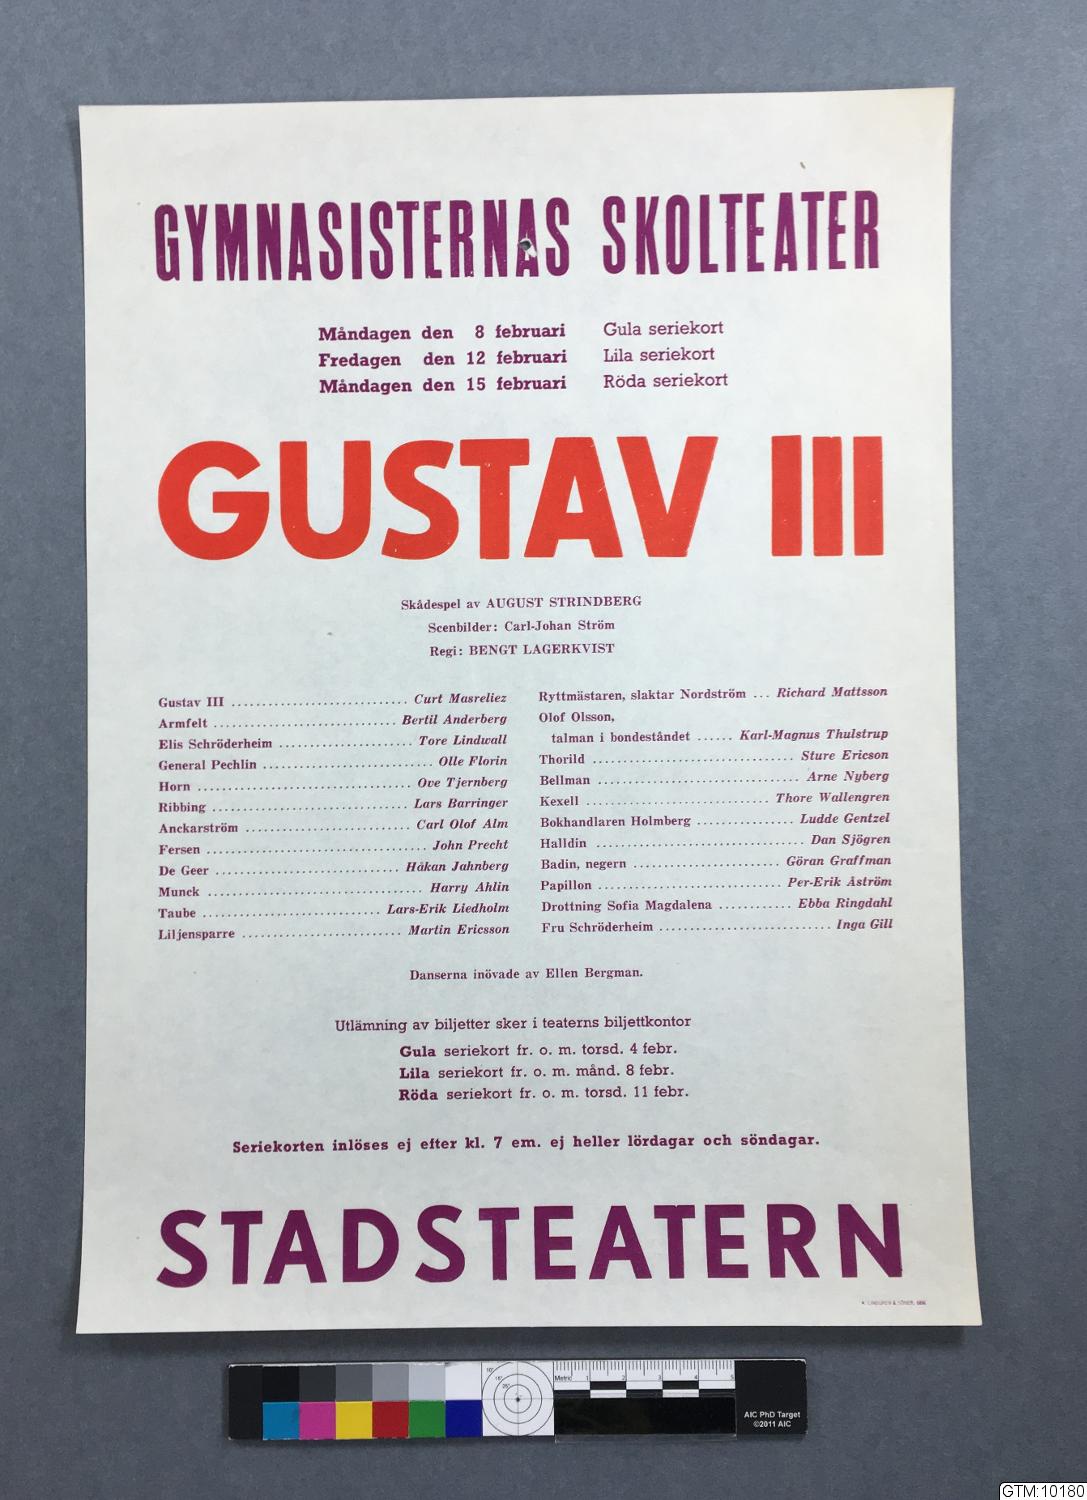 GYMNASISTERNAS SKOLTEATER
Måndagen den 8 februari Gula seriekort
Fredagen den 12 februari Lila seriekort
Måndagen den 15 februari Röda seriekort
GUSTAV III
Skådespel av AUGUST STRINDBERG
Scenbilder: Carl-Johan Ström
Regi: BENGT LAGERKVIST
Gustav III ........................... Curt Masreliez
Armfelt ............................ Bertil Anderberg
Elis Schröderheim ..................... Tore Lindwall
General Pechlin .......................... Olle Florin
Horn ................................. Ove Tjernberg
Ribbing ............................... Lars Barringer
Anckarström ......................... Carl Olof Alm
Fersen .................................. John Precht
De Geer ............................ Håkan Jahnberg
Munck ................................. Harry Ahlin
Taube ........................... Lars-Erik Liedholm
Liljensparre ........................ Martin Ericsson
Ryttmästaren, slaktar Nordström ... Richard Mattsson
Olof Olsson,
talman i bondeståndet ...... Karl-Magnus Thulstrup
Thorild ............................... Sture Ericson
Bellman ............................... Arne Nyberg
Kexell ............................ Thore Wallengren
Bokhandlaren Holmberg ............... Ludde Gentzel
Halldin ............................... Dan Sjögren
Badin, negern ...................... Göran Graffman
Papillon ............................ Per-Erik Åström
Drottning Sofia Magdalena ........... Ebba Ringdahl
Fru Schröderheim .......................... Inga Gill
Danserna inövade av Ellen Bergman.
Utlämning av biljetter sker i teaterns biljettkontor
Gula seriekort fr. o. m. torsd. 4 febr.
Lila seriekort fr. o. m. månd. 8 febr.
Röda seriekort fr. o. m. torsd. 11 febr.
Seriekorten inlöses ej efter kl. 7 em. ej heller lördagar och söndagar.
STADSTEATERN
LINDGREN & SÖNER,
Metric 1 2 3 4 5
AIC PhD Target
©2011 AIC
GTM:10180